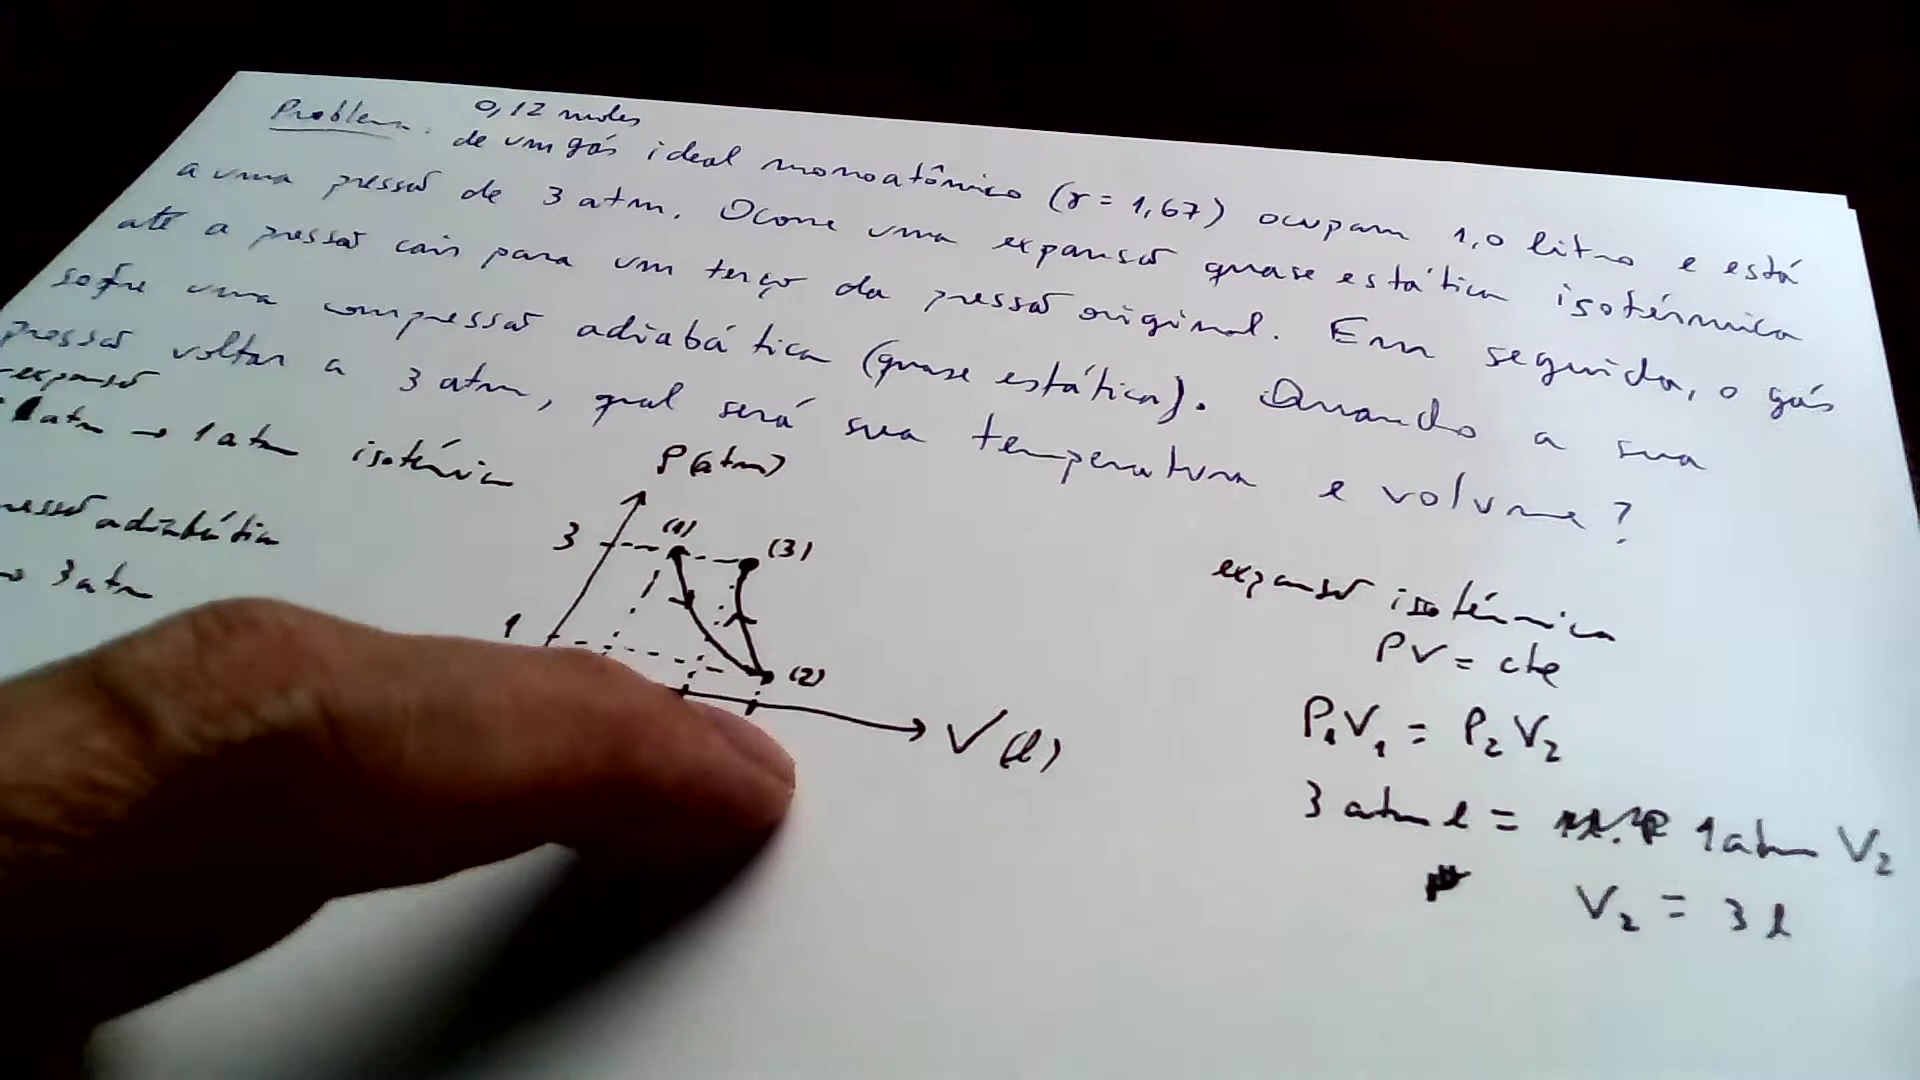 Problema: 0,12 moles
de um gás ideal monoatômico (γ = 1,67) ocupam 1,0 litro e está
a uma pressão de 3 atm. Ocorre uma expansão quase estática isotérmica
até a pressão cair para um terço da pressão original. Em seguida, o gás
sofre uma compressão adiabática (quase estática). Quando a sua
pressão voltar a 3 atm, qual será sua temperatura e volume?
expansão
atm → 1 atm isotérmica
adiabática
→ 3 atm
P(atm)
3
(1)
(3)
1
(2)
V(l)
expansão isotérmica
PV = cte
P₁V₁ = P₂V₂
3 atm l = 1 atm V₂
V₂ = 3 l